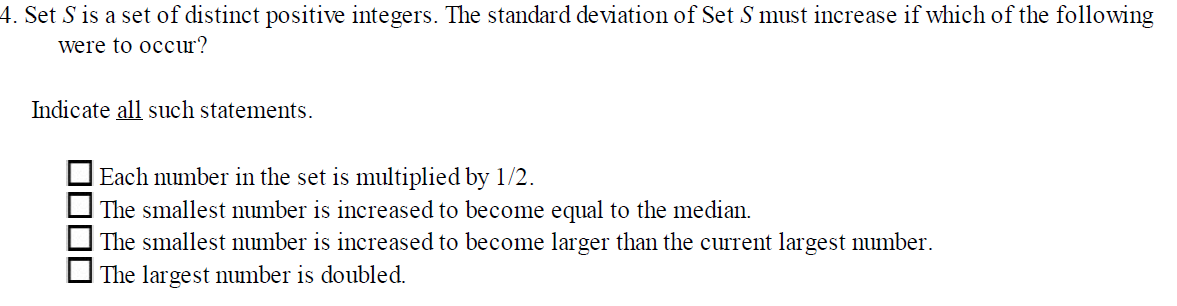 4. Set S is a set of distinct positive integers. The standard deviation of Set S must increase if which of the following
were to occur?
Indicate all such statements.
Each number in the set is multiplied by 1/2.
The smallest number is increased to become equal to the median.
The smallest number is increased to become larger than the current largest number.
The largest number is doubled.